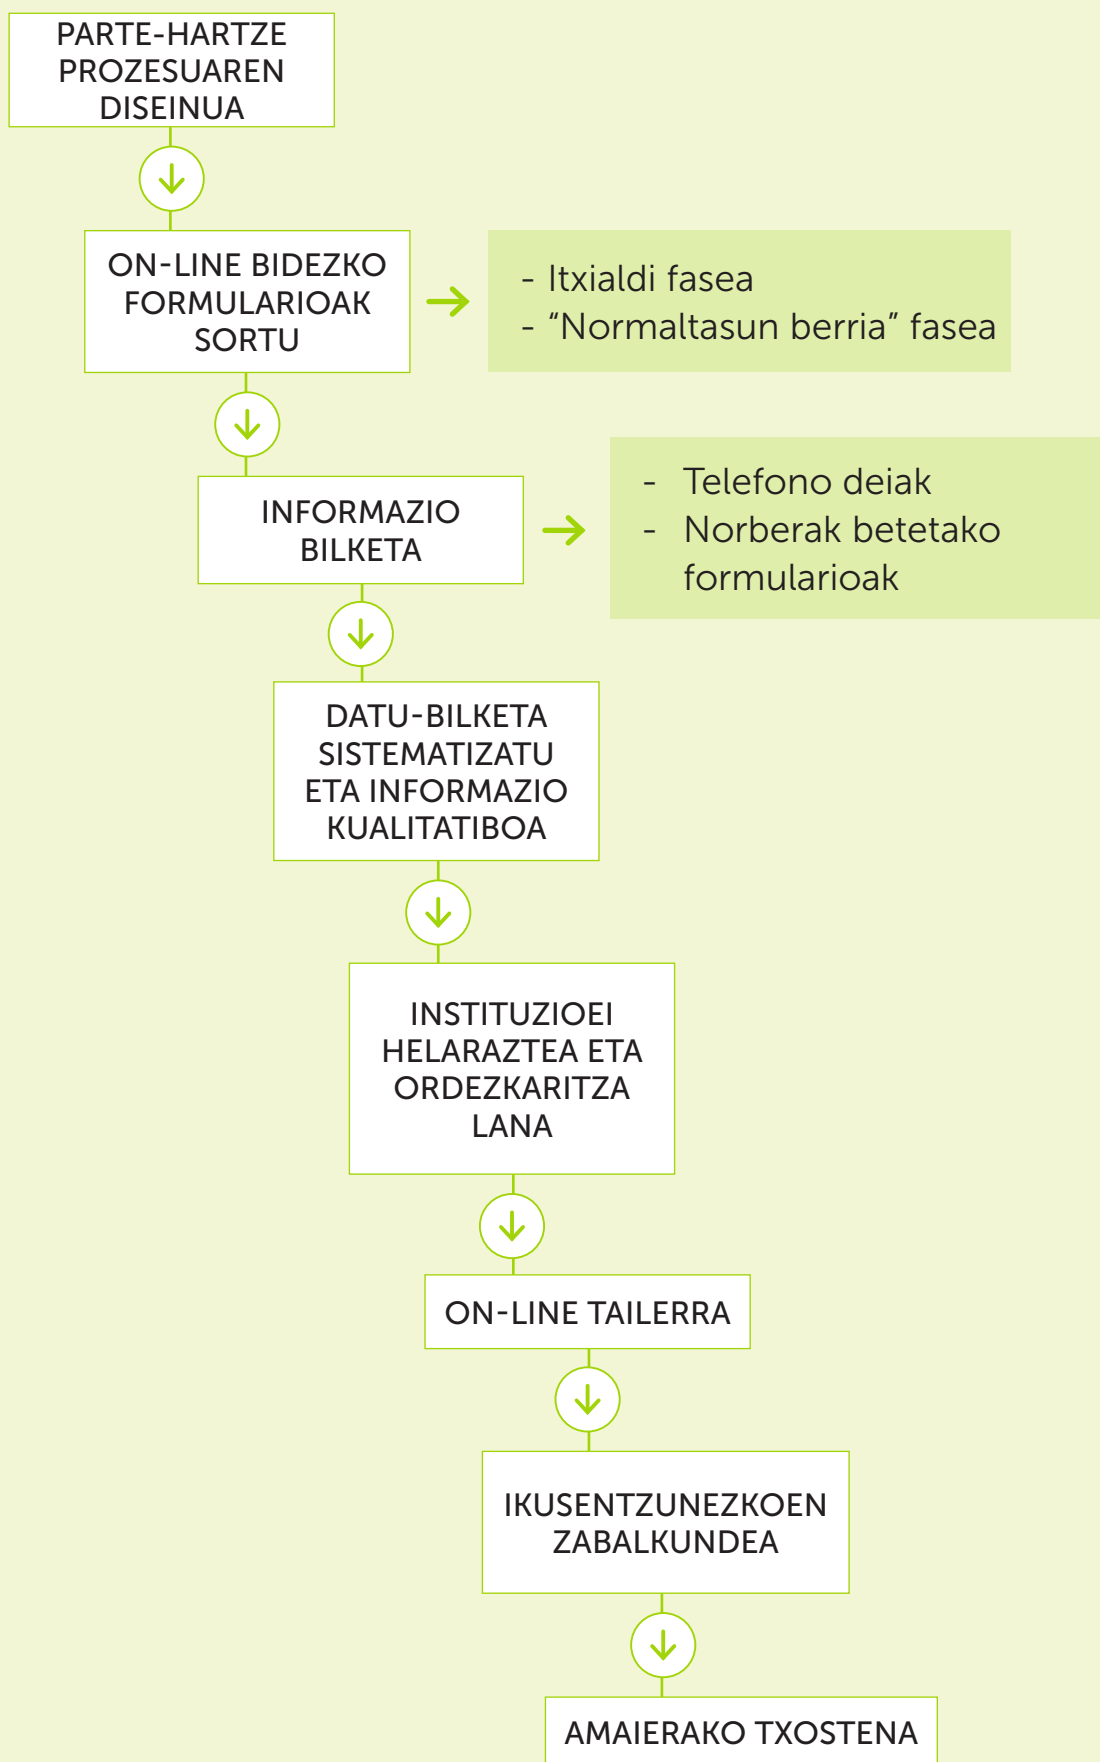 PARTE-HARTZE
PROZESUAREN
DISEINUA
ON-LINE BIDEZKO
FORMULARIOAK
SORTU
- Itxialdi fasea
- “Normaltasun berria” fasea
INFORMAZIO
BILKETA
- Telefono deiak
- Norberak betetako
formularioak
DATU-BILKETA
SISTEMATIZATU
ETA INFORMAZIO
KUALITATIBOA
INSTITUZIOEI
HELARAZTEA ETA
ORDEZKARITZA
LANA
ON-LINE TAILERRA
IKUSENTZUNEZKOEN
ZABALKUNDEA
AMAIERAKO TXOSTENA